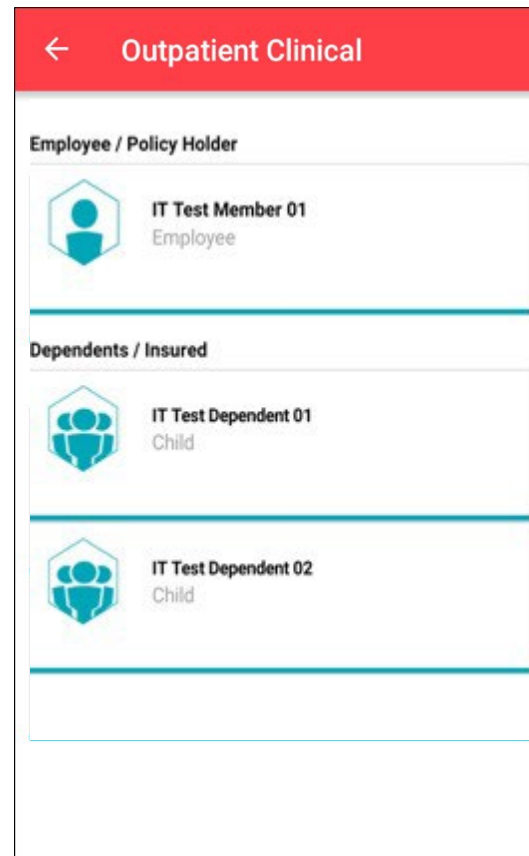 Outpatient Clinical
Employee / Policy Holder
IT Test Member 01
Employee
Dependents / Insured
IT Test Dependent 01
Child
IT Test Dependent 02
Child